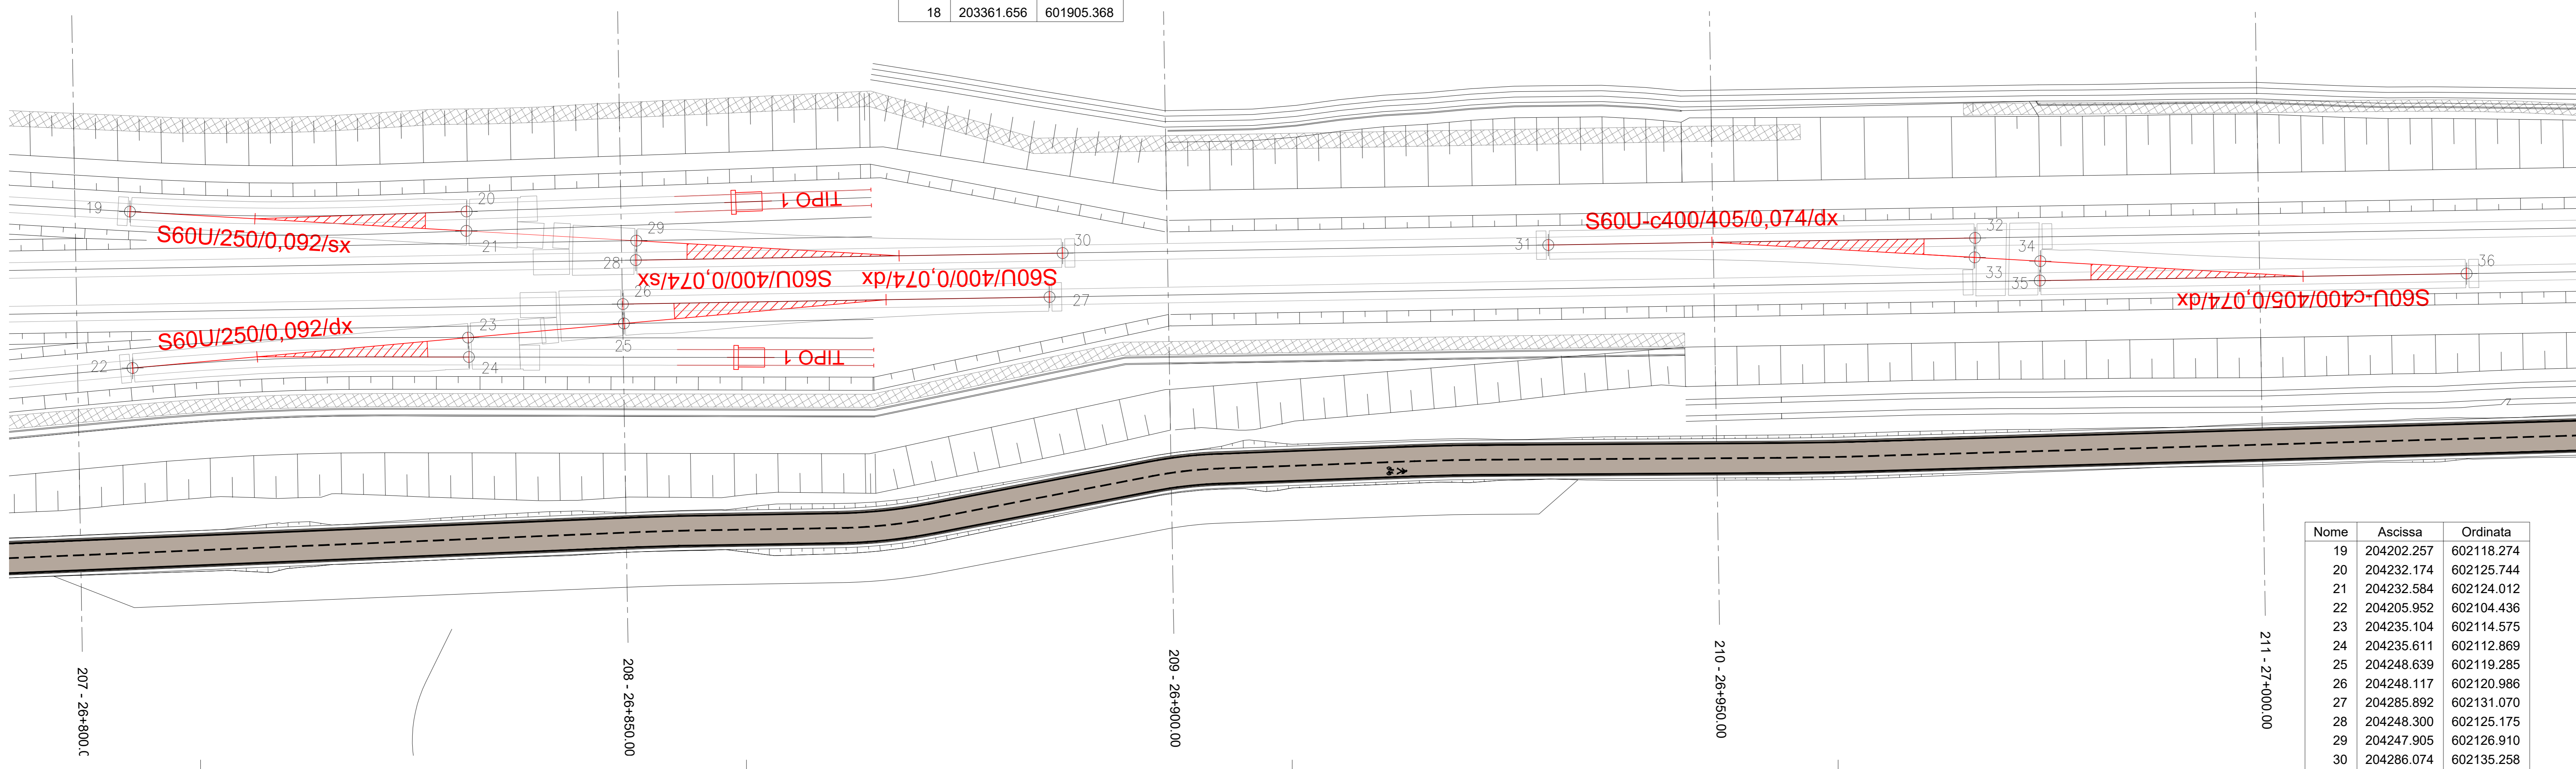 18 203361.656 601905.368
19
20
21
S60U/250/0,092/sx
TIPO 1
29
30
28
S60U/400/0,074/sx
S60U/400/0,074/dx
26
27
25
S60U/250/0,092/dx
23
22
24
TIPO 1
S60U-c400/405/0,074/dx
31
32
33
34
35
36
S60U-c400/405/0,074/dx
207 - 26+800.0
208 - 26+850.00
209 - 26+900.00
210 - 26+950.00
211 - 27+000.00
Nome Ascissa Ordinata
19 204202.257 602118.274
20 204232.174 602125.744
21 204232.584 602124.012
22 204205.952 602104.436
23 204235.104 602114.575
24 204235.611 602112.869
25 204248.639 602119.285
26 204248.117 602120.986
27 204285.892 602131.070
28 204248.300 602125.175
29 204247.905 602126.910
30 204286.074 602135.258